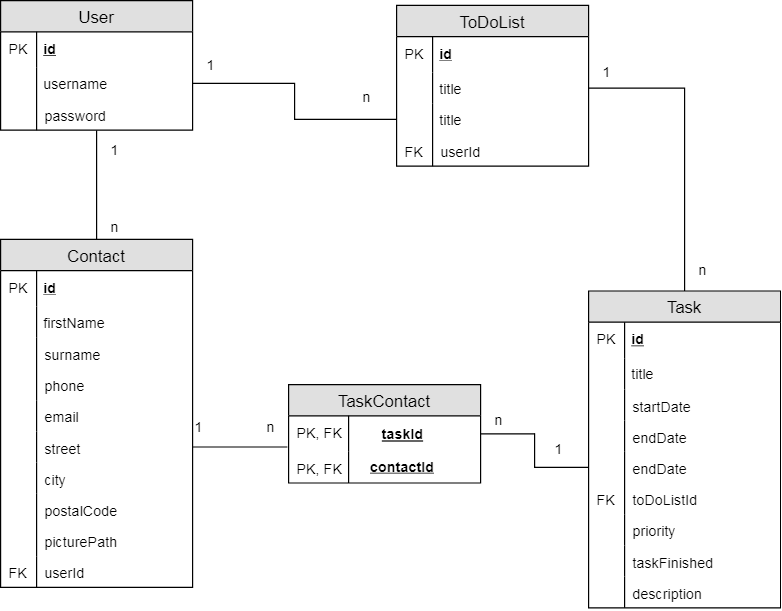 User
PK id
username
password
1
n
ToDoList
PK id
title
title
FK userId
1
n
1
n
Contact
PK id
firstName
surname
phone
email
street
city
postalCode
picturePath
FK userId
1
n
TaskContact
PK, FK taskId
PK, FK contactId
n
1
Task
PK id
title
startDate
endDate
endDate
FK toDoListId
priority
taskFinished
description